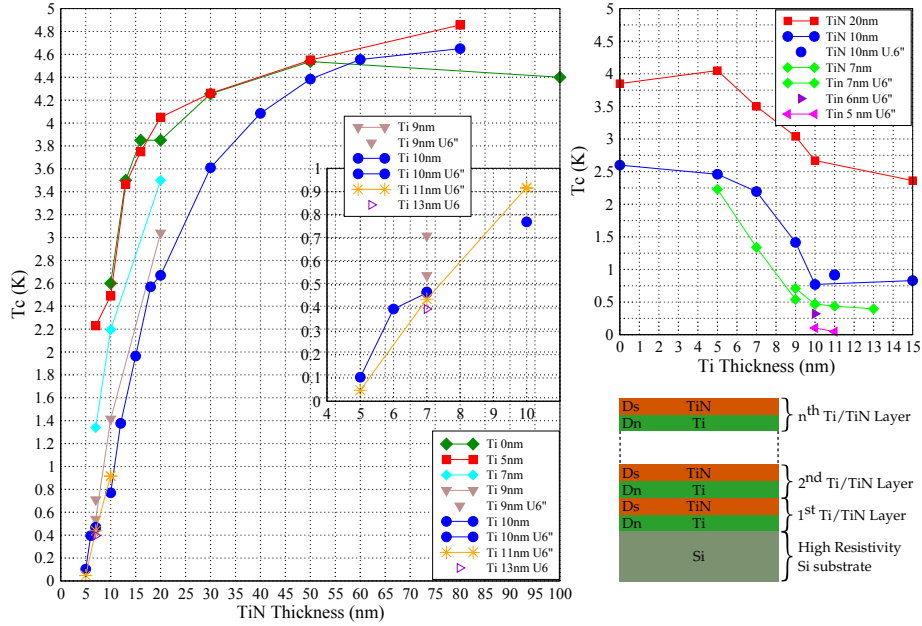 5
4.8
4.6
4.4
4.2
4
3.8
3.6
3.4
3.2
3
2.8
2.6
2.4
2.2
2
1.8
1.6
1.4
1.2
1
0.8
0.6
0.4
0.2
0
Tc (K)
0 5 10 15 20 25 30 35 40 45 50 55 60 65 70 75 80 85 90 95 100
TiN Thickness (nm)
Ti 9nm
Ti 9nm U6"
Ti 10nm
Ti 10nm U6"
Ti 11nm U6"
Ti 13nm U6
1
0.9
0.8
0.7
0.6
0.5
0.4
0.3
0.2
0.1
0
4 5 6 7 8 9 10
Ti 0nm
Ti 5nm
Ti 7nm
Ti 9nm
Ti 9nm U6"
Ti 10nm
Ti 10nm U6"
Ti 11nm U6"
Ti 13nm U6
5
4.5
4
3.5
3
2.5
2
1.5
1
0.5
0
Tc (K)
TiN 20nm
TiN 10nm
TiN 10nm U.6"
TiN 7nm
Tin 7nm U6"
Tin 6nm U6"
Tin 5 nm U6"
0 1 2 3 4 5 6 7 8 9 10 11 12 13 14 15
Ti Thickness (nm)
Ds TiN
Dn Ti
nth Ti/TiN Layer
Ds TiN
Dn Ti
2nd Ti/TiN Layer
Ds TiN
Dn Ti
1st Ti/TiN Layer
Si
High Resistivity
Si substrate